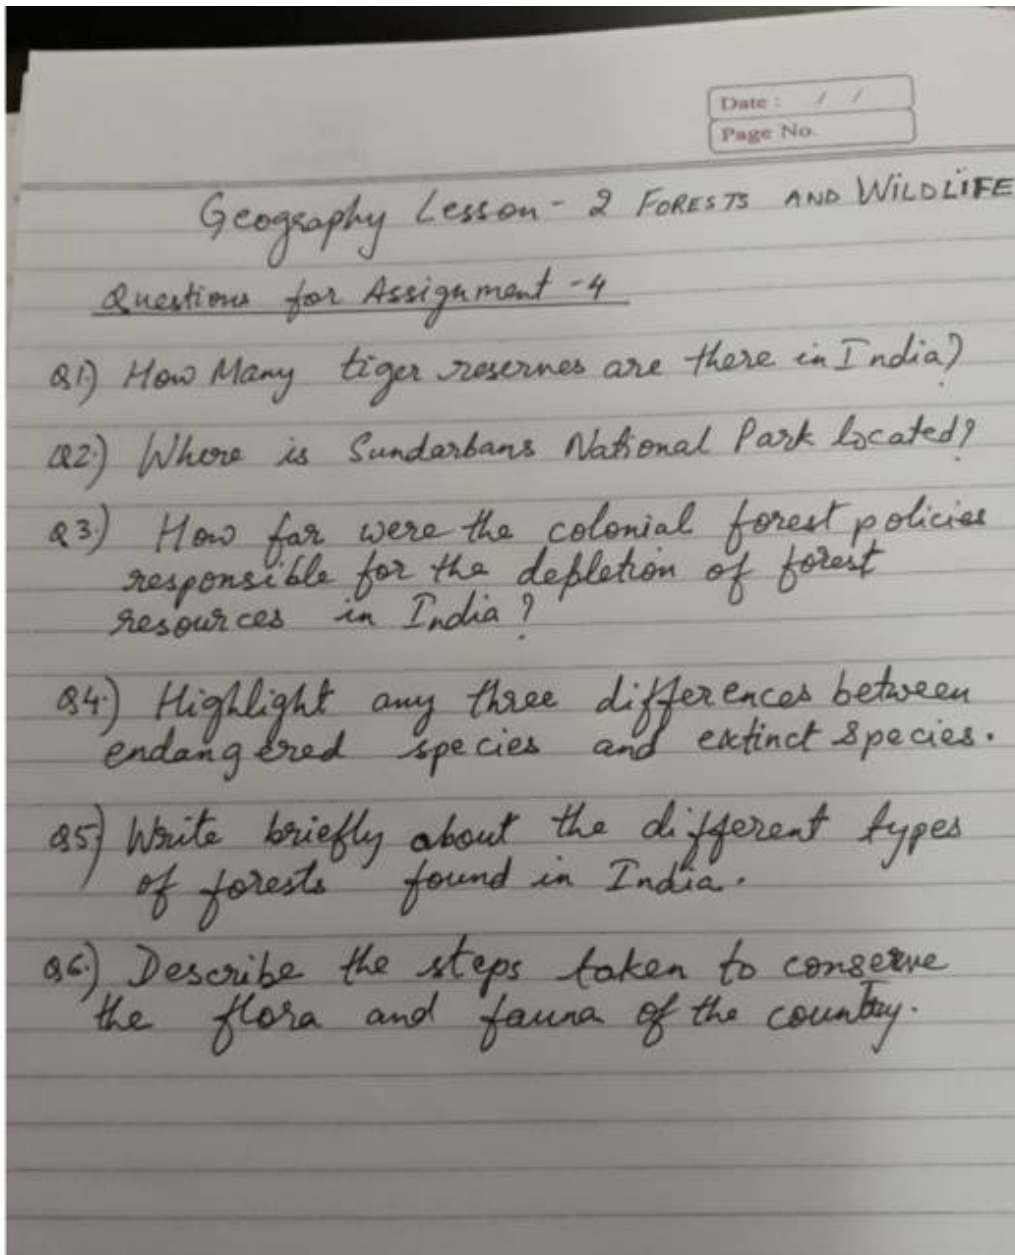 Date : / /
Page No.
Geography Lesson - 2 FORESTS AND WILDLIFE
Questions for Assignment - 4
Q1) How Many tiger reserves are there in India?
Q2.) Where is Sundarbans National Park located?
Q3.) How far were the colonial forest policies
responsible for the depletion of forest
resources in India?
Q4.) Highlight any three differences between
endangered species and extinct species.
Q5) Write briefly about the different types
of forests found in India.
Q6.) Describe the steps taken to conserve
the flora and fauna of the country.